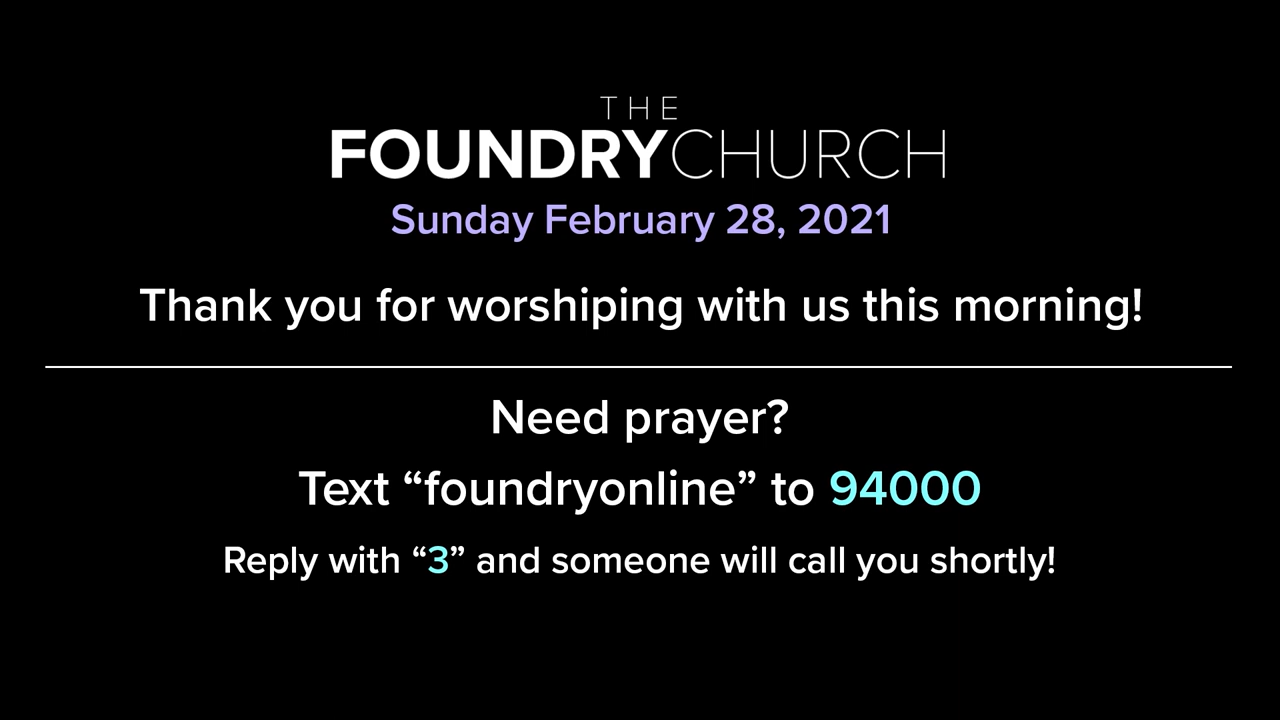 THE
FOUNDRYCHURCH
Sunday February 28, 2021
Thank you for worshiping with us this morning!
Need prayer?
Text “foundryonline” to 94000
Reply with “3” and someone will call you shortly!